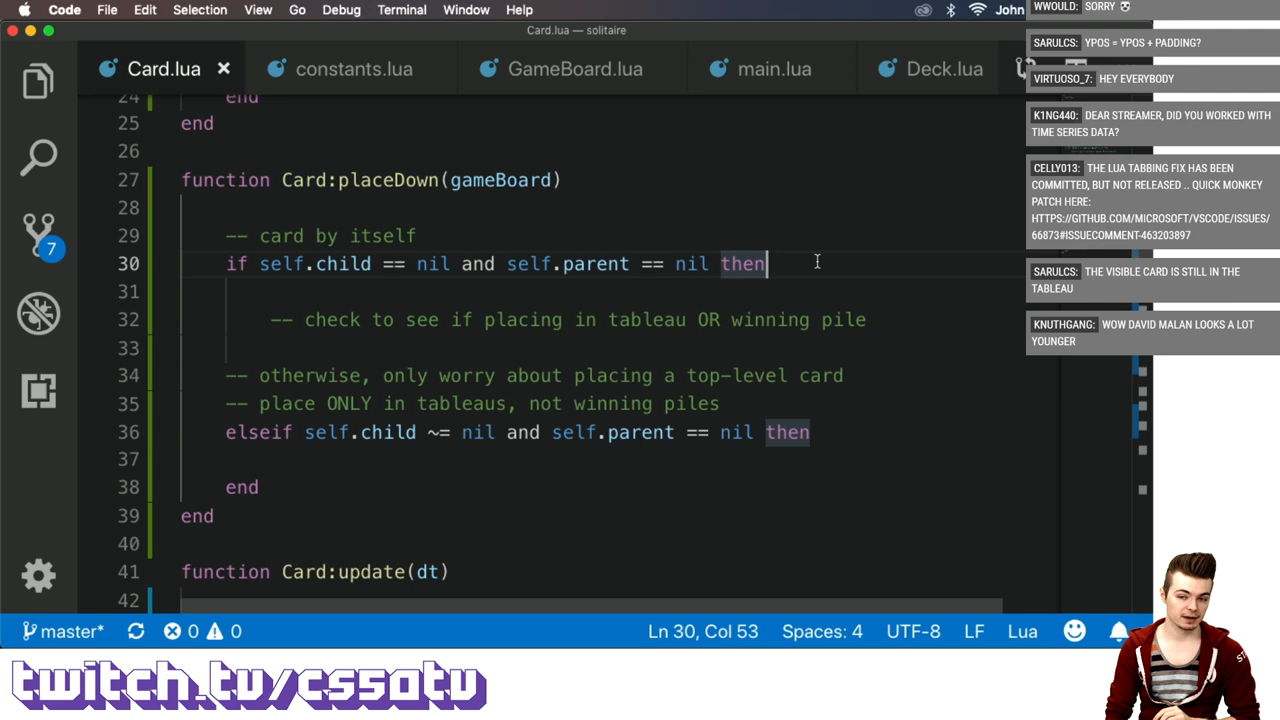 Code File Edit Selection View Go Debug Terminal Window Help
John
Card.lua — solitaire
Card.lua
constants.lua
GameBoard.lua
main.lua
Deck.lua
24 end
25 end
26
27 function Card:placeDown(gameBoard)
28
29 -- card by itself
30 if self.child == nil and self.parent == nil then
31
32 -- check to see if placing in tableau OR winning pile
33
34 -- otherwise, only worry about placing a top-level card
35 -- place ONLY in tableaus, not winning piles
36 elseif self.child ~= nil and self.parent == nil then
37
38 end
39 end
40
41 function Card:update(dt)
42
7
master*
0
0
Ln 30, Col 53
Spaces: 4
UTF-8
LF
Lua
WWOULD: SORRY
SARULCS: YPOS = YPOS + PADDING?
VIRTUOSO_7: HEY EVERYBODY
K1NG440: DEAR STREAMER, DID YOU WORKED WITH
TIME SERIES DATA?
CELLY013: THE LUA TABBING FIX HAS BEEN
COMMITTED, BUT NOT RELEASED .. QUICK MONKEY
PATCH HERE:
HTTPS://GITHUB.COM/MICROSOFT/VSCODE/ISSUES/
66873#ISSUECOMMENT-463203897
SARULCS: THE VISIBLE CARD IS STILL IN THE
TABLEAU
KNUTHGANG: WOW DAVID MALAN LOOKS A LOT
YOUNGER
twitch.tv/cs50tv